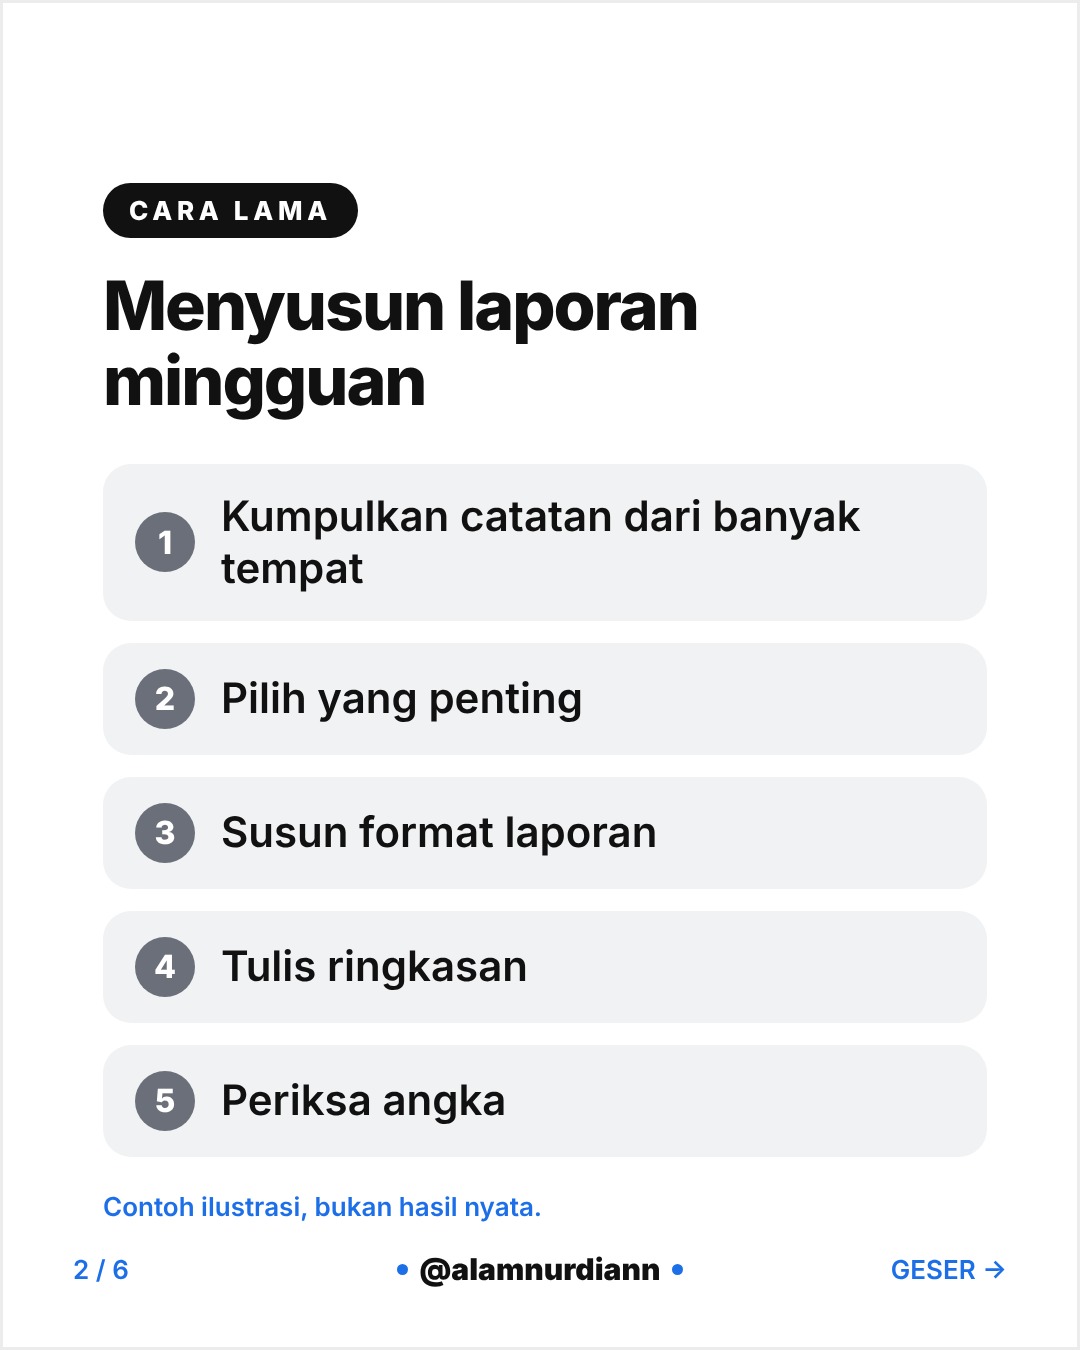 CARA LAMA
Menyusun laporan
mingguan
1 Kumpulkan catatan dari banyak
tempat
2 Pilih yang penting
3 Susun format laporan
4 Tulis ringkasan
5 Periksa angka
Contoh ilustrasi, bukan hasil nyata.
2 / 6 • @alamnurdiann • GESER →